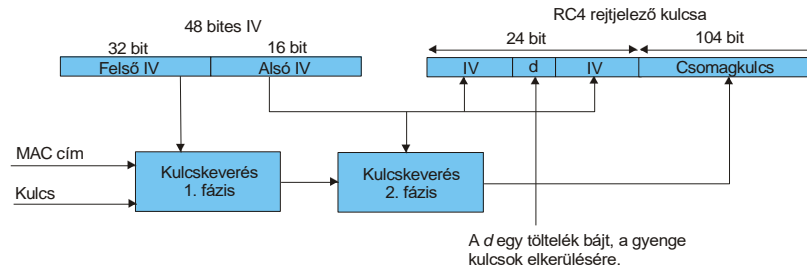 48 bites IV
RC4 rejtjelező kulcsa
32 bit
16 bit
24 bit
104 bit
Felső IV
Alsó IV
IV
d
IV
Csomagkulcs
MAC cím
Kulcs
Kulcskeverés
1. fázis
Kulcskeverés
2. fázis
A d egy töltelék bájt, a gyenge
kulcsok elkerülésére.